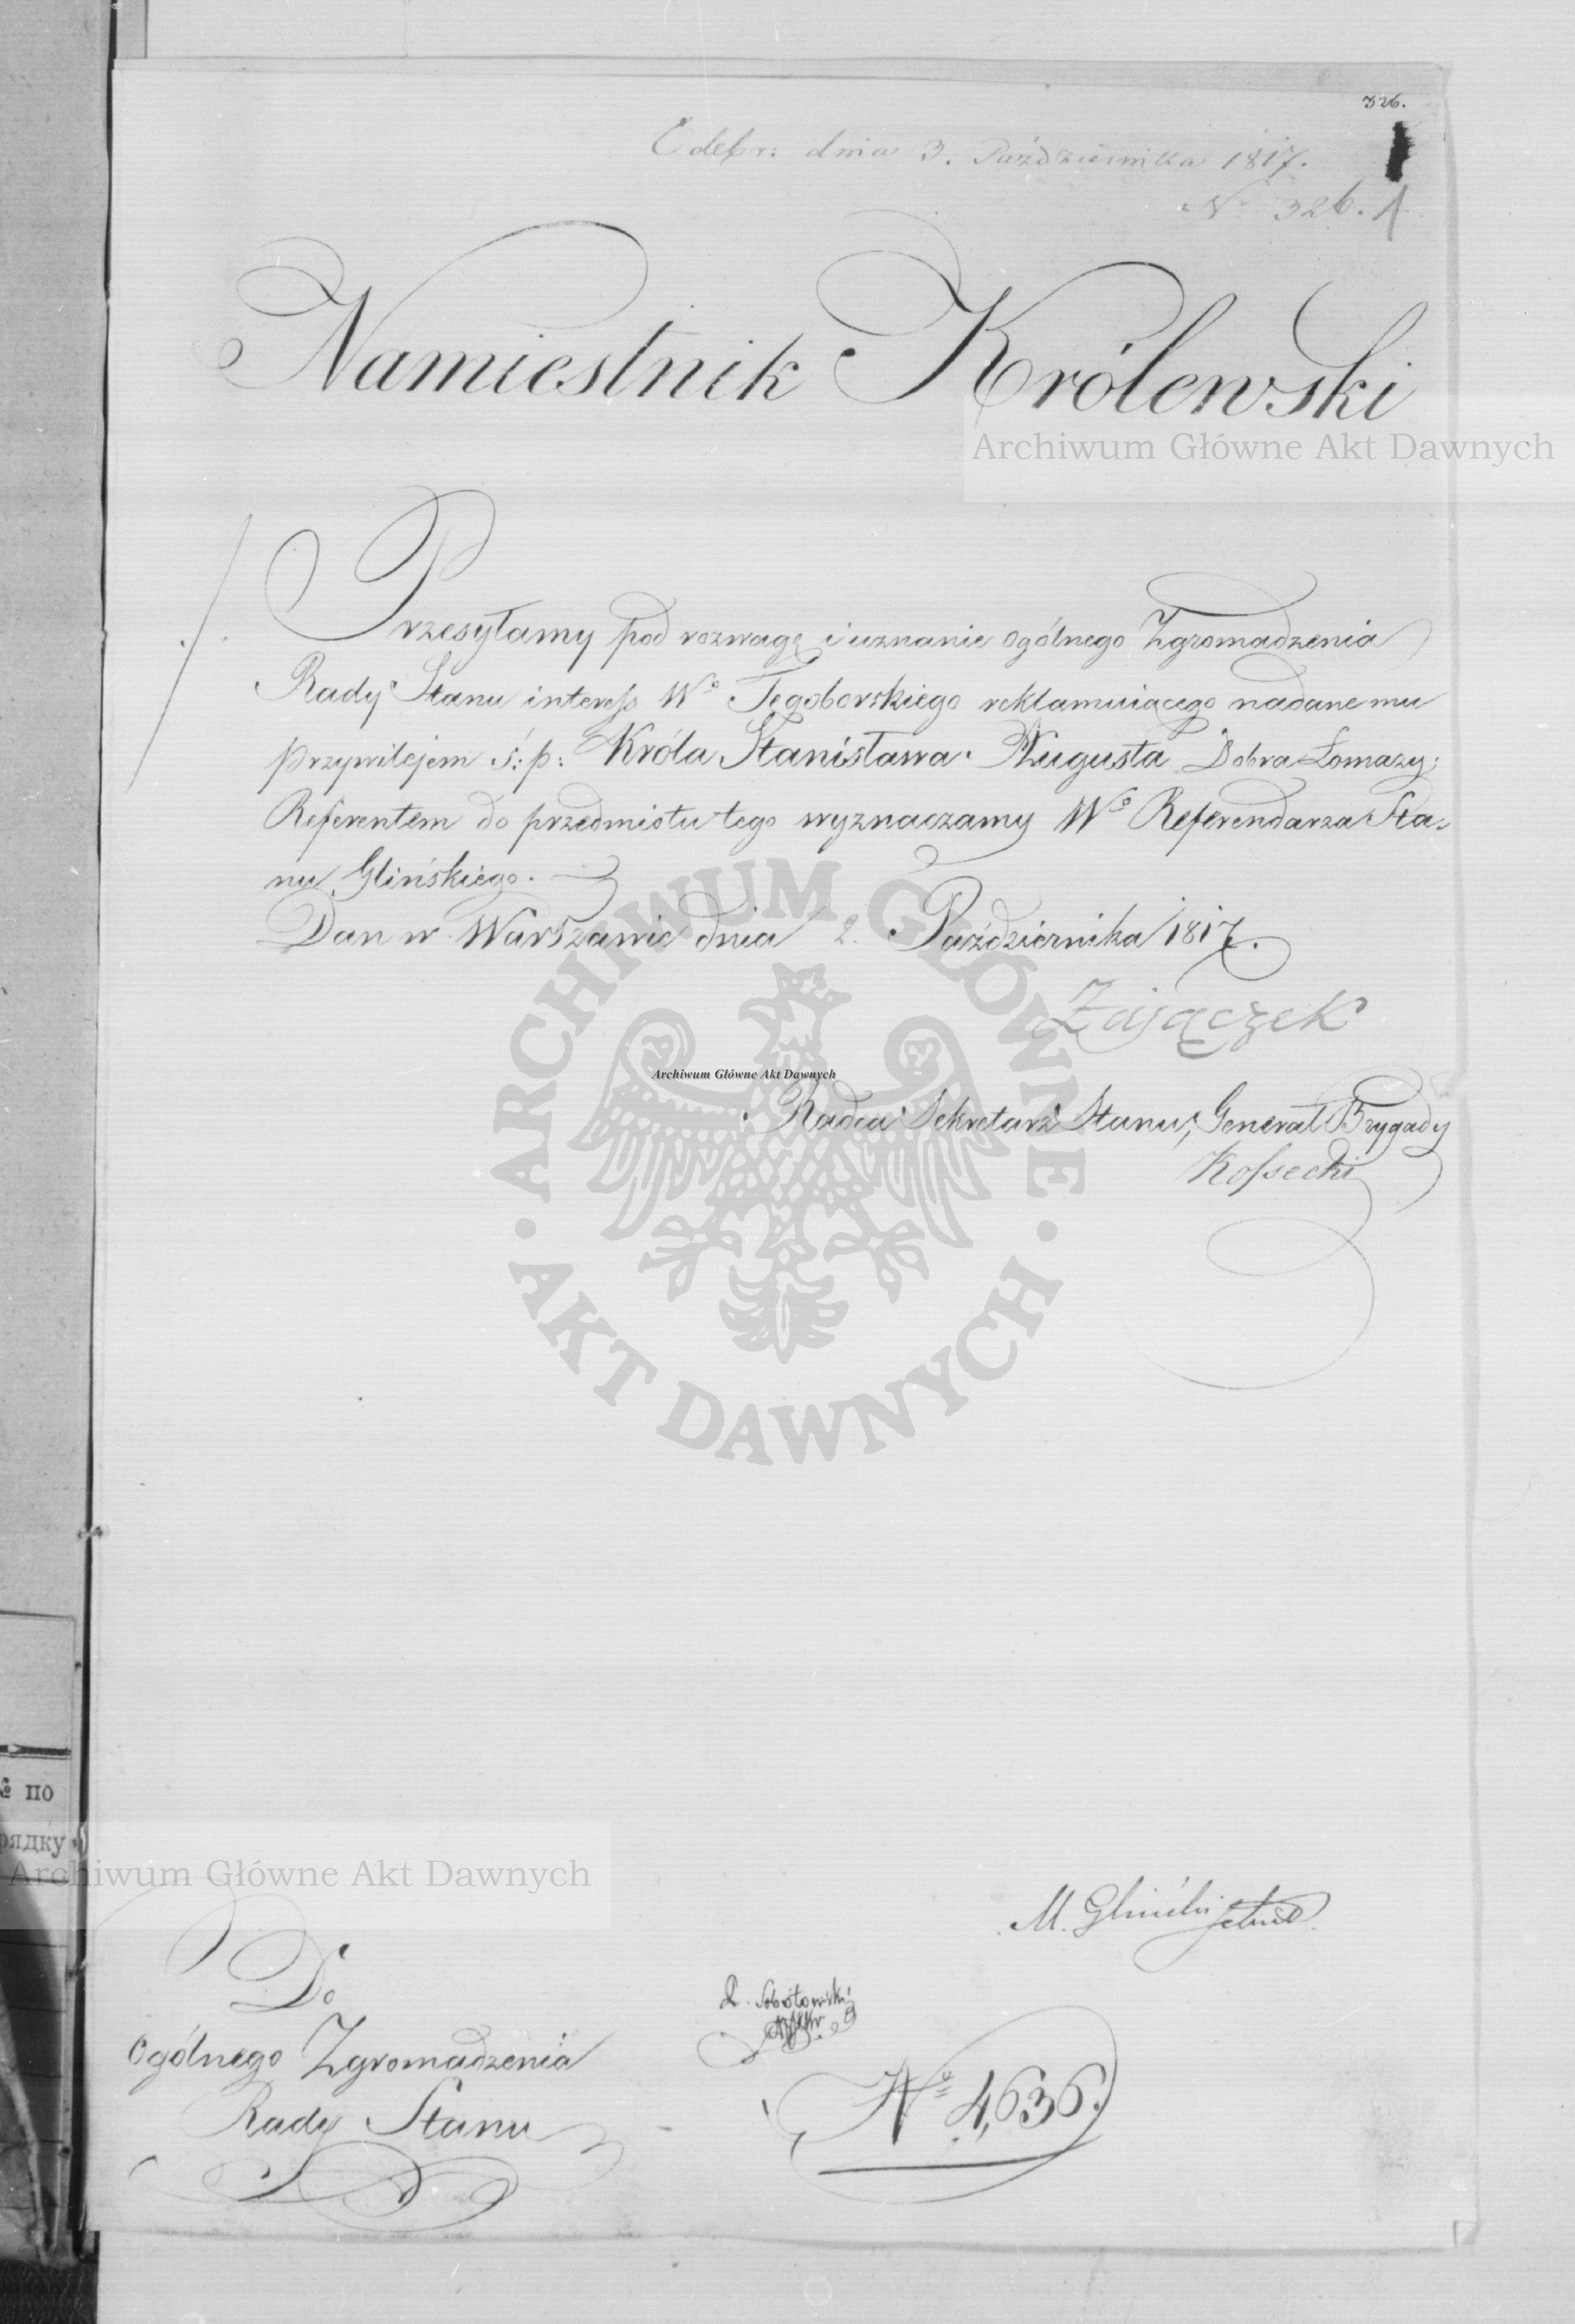 326.
Odebr: dnia 3. Października 1817.
No 326. 1
Namiestnik Królewski
Archiwum Główne Akt Dawnych
Przesyłamy pod rozwagę i uznanie ogólnego Zgromadzenia
Rady Stanu interess Wo Tęgoborskiego reklamuiącego nadane mu
przywilejem ś: p: Króla Stanisława Augusta Dobra Łomazy;
Referentem do przedmiotu tego wyznaczamy Wo Referendarza Sta-
nu Glińskiego.
Dan w Warszawie dnia 2. Października 1817.
Zajączek
ARCHIWUM GŁÓWNE · AKT DAWNYCH ·
Archiwum Główne Akt Dawnych
Radca Sekretarz Stanu, Generał Brygady
Kossecki
№ по
рядку
Archiwum Główne Akt Dawnych
M. Gliński
Do
ogólnego Zgromadzenia
Rady Stanu
Sobotowski
No 4,636.